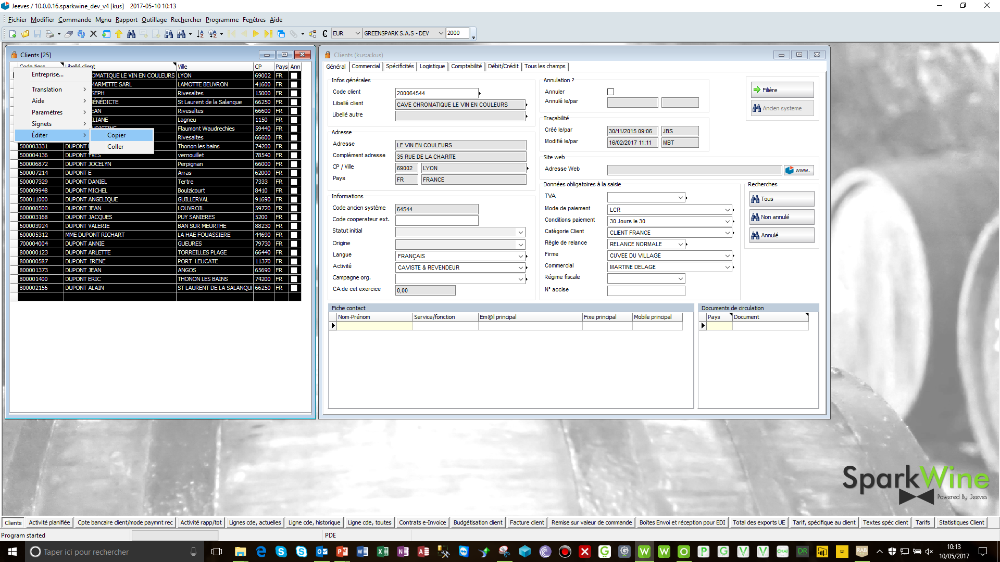 Jeeves / 10.0.0.16.sparkwine_dev_v4 [kus]    2017-05-10 10:13
Fichier Modifier Commande Menu Rapport Outillage Rechercher Programme Fenêtres Aide
€ EUR GREENSPARK S.A.S - DEV 2000
Clients [25]
Code tiers Libellé client Ville CP Pays Ann
OMATIQUE LE VIN EN COULEURS LYON 69002 FR
MARMITTE SARL LAMOTTE BEUVRON 41600 FR
SEPH Rivesaltes 15000 FR
ÉNÉDICTE St Laurent de la Salanque 66250 FR
EAN Rivesaltes 66600 FR
LIANE Lagneu 1150 FR
Flaumont Waudrechies 59440 FR
Rivesaltes 66600 FR
500003331 DUPONT Thonon les bains 74200 FR
500004136 DUPONT YVES vernouillet 78540 FR
500006872 DUPONT JOCELYN Perpignan 66000 FR
500007214 DUPONT E Arras 62000 FR
500007329 DUPONT DANIEL Tertre 7333 FR
500009948 DUPONT MICHEL Boulzicourt 8410 FR
500011000 DUPONT ANGELIQUE GUILLERVAL 91690 FR
600000500 DUPONT JEAN LOUVROIL 59720 FR
600003168 DUPONT JACQUES PUY SANIERES 5200 FR
600003924 DUPONT VALERIE BAN SUR MEURTHE 88230 FR
600005312 MME DUPONT RICHART LA HAE FOUASSIERE 44690 FR
700004004 DUPONT ANNIE GUEURES 79730 FR
800000123 DUPONT ARLETTE TORREILLES PLAGE 66440 FR
800000587 DUPONT  IRENE PORT  LEUCATE 11370 FR
800001373 DUPONT JEAN ANGOS 65690 FR
800001400 DUPONT ERIC THONON LES BAINS 74200 FR
800002156 DUPONT ALAIN ST LAURENT DE LA SALANQUI 66250 FR
Entreprise...
Translation
Aide
Paramètres
Signets
Éditer
Copier
Coller
Clients (kus:a:kus)
Général Commercial Spécificités Logistique Comptabilité Débit/Crédit Tous les champs
Infos générales
Code client 200064544
Libellé client CAVE CHROMATIQUE LE VIN EN COULEURS
Libellé autre
Adresse
Adresse LE VIN EN COULEURS
Complément adresse 35 RUE DE LA CHARITE
CP / Ville 69002 LYON
Pays FR FRANCE
Informations
Code ancien système 64544
Code cooperateur ext.
Statut initial
Origine
Langue FRANÇAIS
Activité CAVISTE & REVENDEUR
Campagne org.
CA de cet exercice 0,00
Annulation ?
Annuler
Annulé le/par
Traçabilité
Créé le/par 30/11/2015 09:06 JBS
Modifié le/par 16/02/2017 11:11 MBT
Site web
Adresse Web www.
Données obligatoires à la saisie
TVA
Mode de paiement LCR
Conditions paiement 30 Jours le 30
Catégorie Client CLIENT FRANCE
Règle de relance RELANCE NORMALE
Firme CUVEE DU VILLAGE
Commercial MARTINE DELAGE
Régime fiscale
N° accise
Filière
Ancien systeme
Recherches
Tous
Non annulé
Annulé
Fiche contact
Nom-Prénom Service/fonction Em@il principal Fixe principal Mobile principal
Documents de circulation
Pays Document
SparkWine
Powered By Jeeves
Clients Activité planifiée Cpte bancaire client/mode paymnt rec Activité rapp/tot Lignes cde, actuelles Ligne cde, historique Ligne cde, toutes Contrats e-Invoice Budgétisation client Facture client Remise sur valeur de commande Boîtes Envoi et réception pour EDI Total des exports UE Tarif, spécifique au client Textes spéc client Tarifs Statistiques Client
Program started PDE
Taper ici pour rechercher
CHAI DR RAB
10:13
10/05/2017